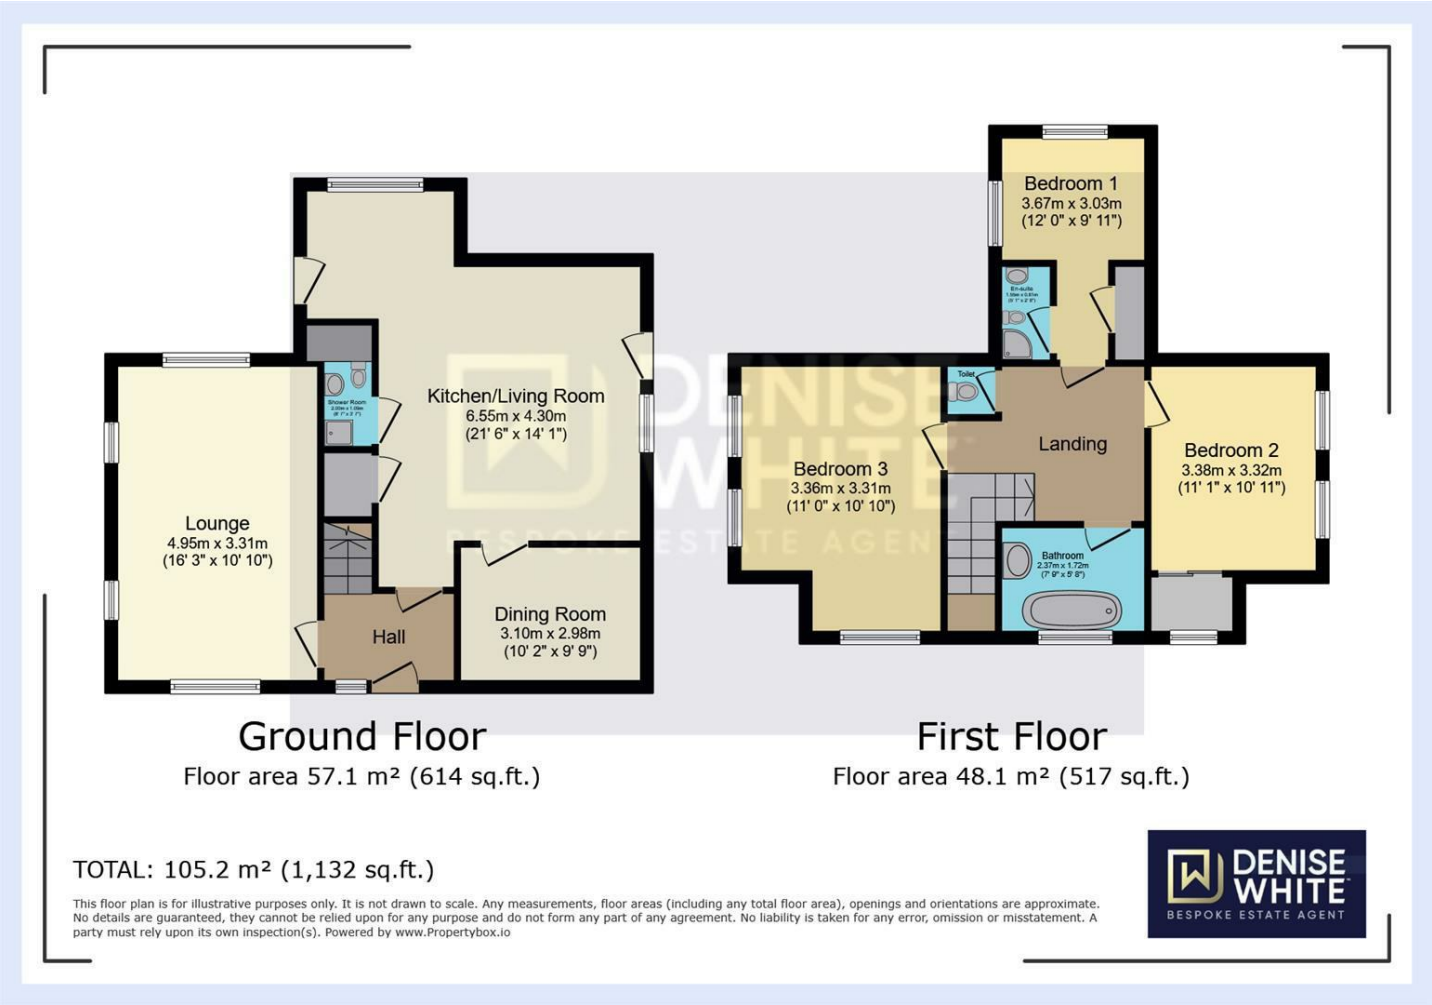 Bedroom 1
3.67m x 3.03m
(12' 0" x 9' 11")
En-suite
Toilet
Kitchen/Living Room
6.55m x 4.30m
(21' 6" x 14' 1")
Shower Room
Landing
Bedroom 2
3.38m x 3.32m
(11' 1" x 10' 11")
Bedroom 3
3.36m x 3.31m
(11' 0" x 10' 10")
Lounge
4.95m x 3.31m
(16' 3" x 10' 10")
Bathroom
2.37m x 1.72m
(7' 9" x 5' 8")
Dining Room
3.10m x 2.98m
(10' 2" x 9' 9")
Hall
DENISE
WHITE™
BESPOKE ESTATE AGENT
Ground Floor
Floor area 57.1 m² (614 sq.ft.)
First Floor
Floor area 48.1 m² (517 sq.ft.)
TOTAL: 105.2 m² (1,132 sq.ft.)
This floor plan is for illustrative purposes only. It is not drawn to scale. Any measurements, floor areas (including any total floor area), openings and orientations are approximate.
No details are guaranteed, they cannot be relied upon for any purpose and do not form any part of any agreement. No liability is taken for any error, omission or misstatement. A
party must rely upon its own inspection(s). Powered by www.Propertybox.io
DENISE
WHITE™
BESPOKE ESTATE AGENT